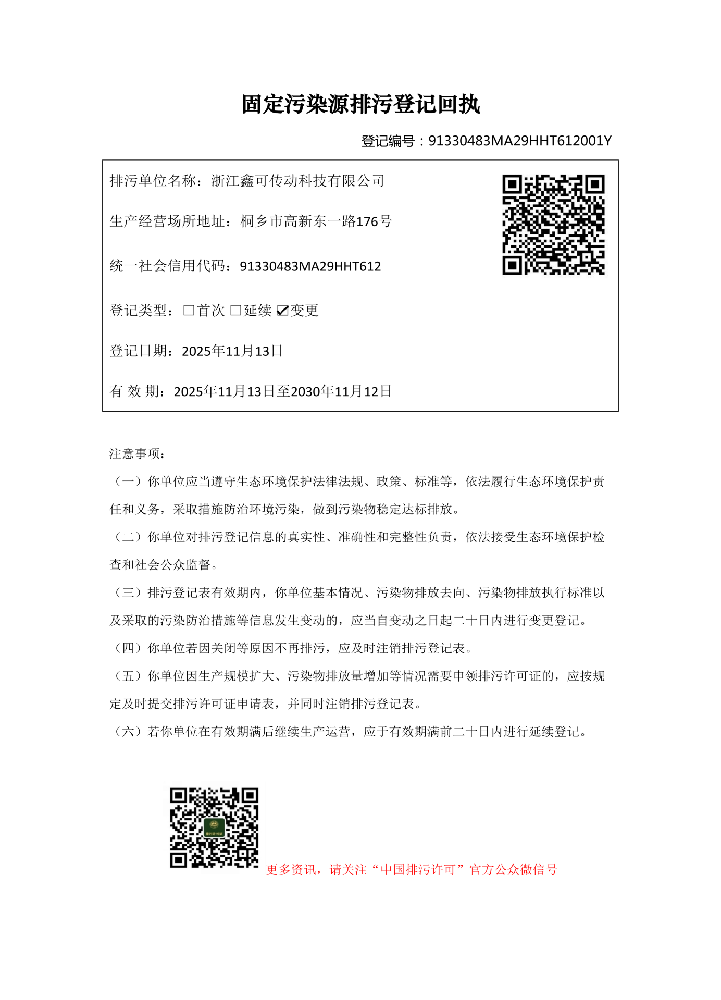 固定污染源排污登记回执
登记编号：91330483MA29HHT612001Y
排污单位名称：浙江鑫可传动科技有限公司
生产经营场所地址：桐乡市高新东一路176号
统一社会信用代码：91330483MA29HHT612
登记类型：☐首次 ☐延续 ☑变更
登记日期：2025年11月13日
有 效 期：2025年11月13日至2030年11月12日
注意事项：
（一）你单位应当遵守生态环境保护法律法规、政策、标准等，依法履行生态环境保护责
任和义务，采取措施防治环境污染，做到污染物稳定达标排放。
（二）你单位对排污登记信息的真实性、准确性和完整性负责，依法接受生态环境保护检
查和社会公众监督。
（三）排污登记表有效期内，你单位基本情况、污染物排放去向、污染物排放执行标准以
及采取的污染防治措施等信息发生变动的，应当自变动之日起二十日内进行变更登记。
（四）你单位若因关闭等原因不再排污，应及时注销排污登记表。
（五）你单位因生产规模扩大、污染物排放量增加等情况需要申领排污许可证的，应按规
定及时提交排污许可证申请表，并同时注销排污登记表。
（六）若你单位在有效期满后继续生产运营，应于有效期满前二十日内进行延续登记。
排污许可证
更多资讯，请关注“中国排污许可”官方公众微信号